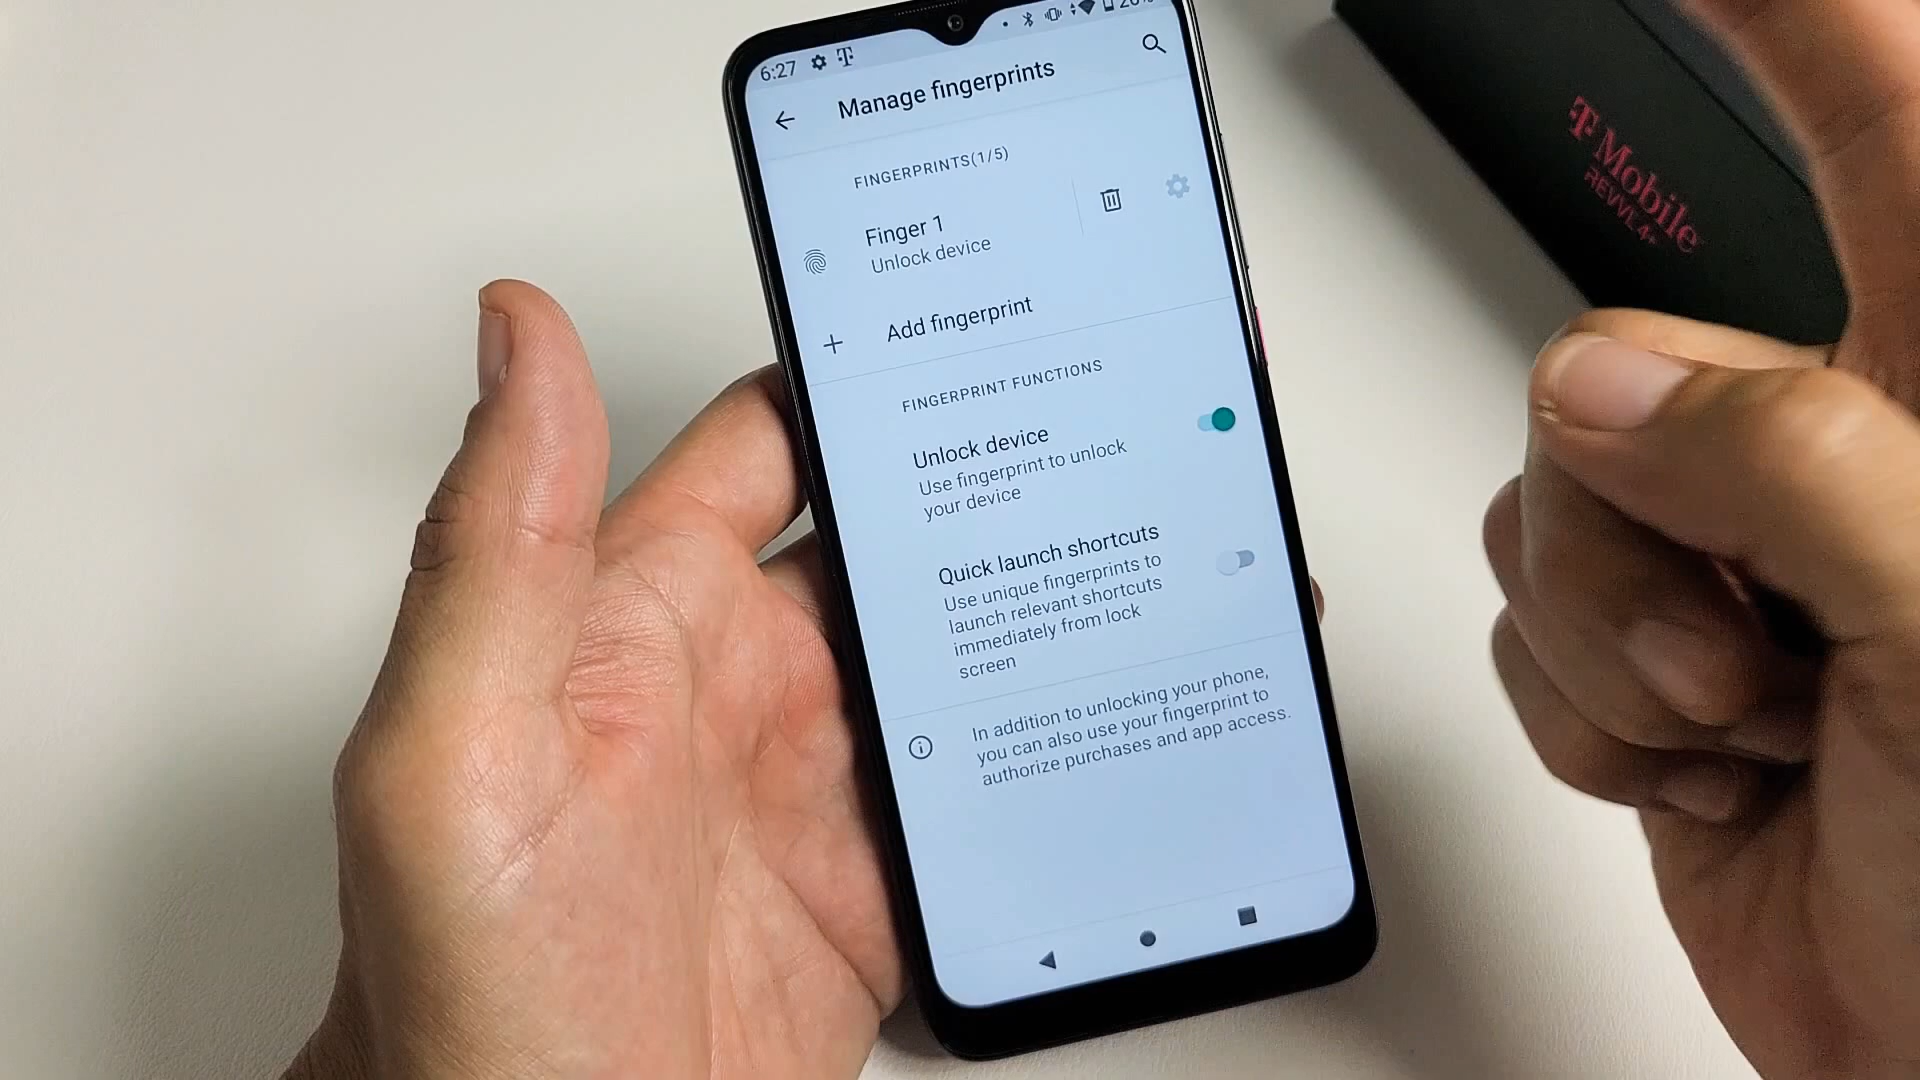 6:27
Manage fingerprints
FINGERPRINTS(1/5)
Finger 1
Unlock device
Add fingerprint
FINGERPRINT FUNCTIONS
Unlock device
Use fingerprint to unlock
your device
Quick launch shortcuts
Use unique fingerprints to
launch relevant shortcuts
immediately from lock
screen
In addition to unlocking your phone,
you can also use your fingerprint to
authorize purchases and app access.
T Mobile
REVVL 4+